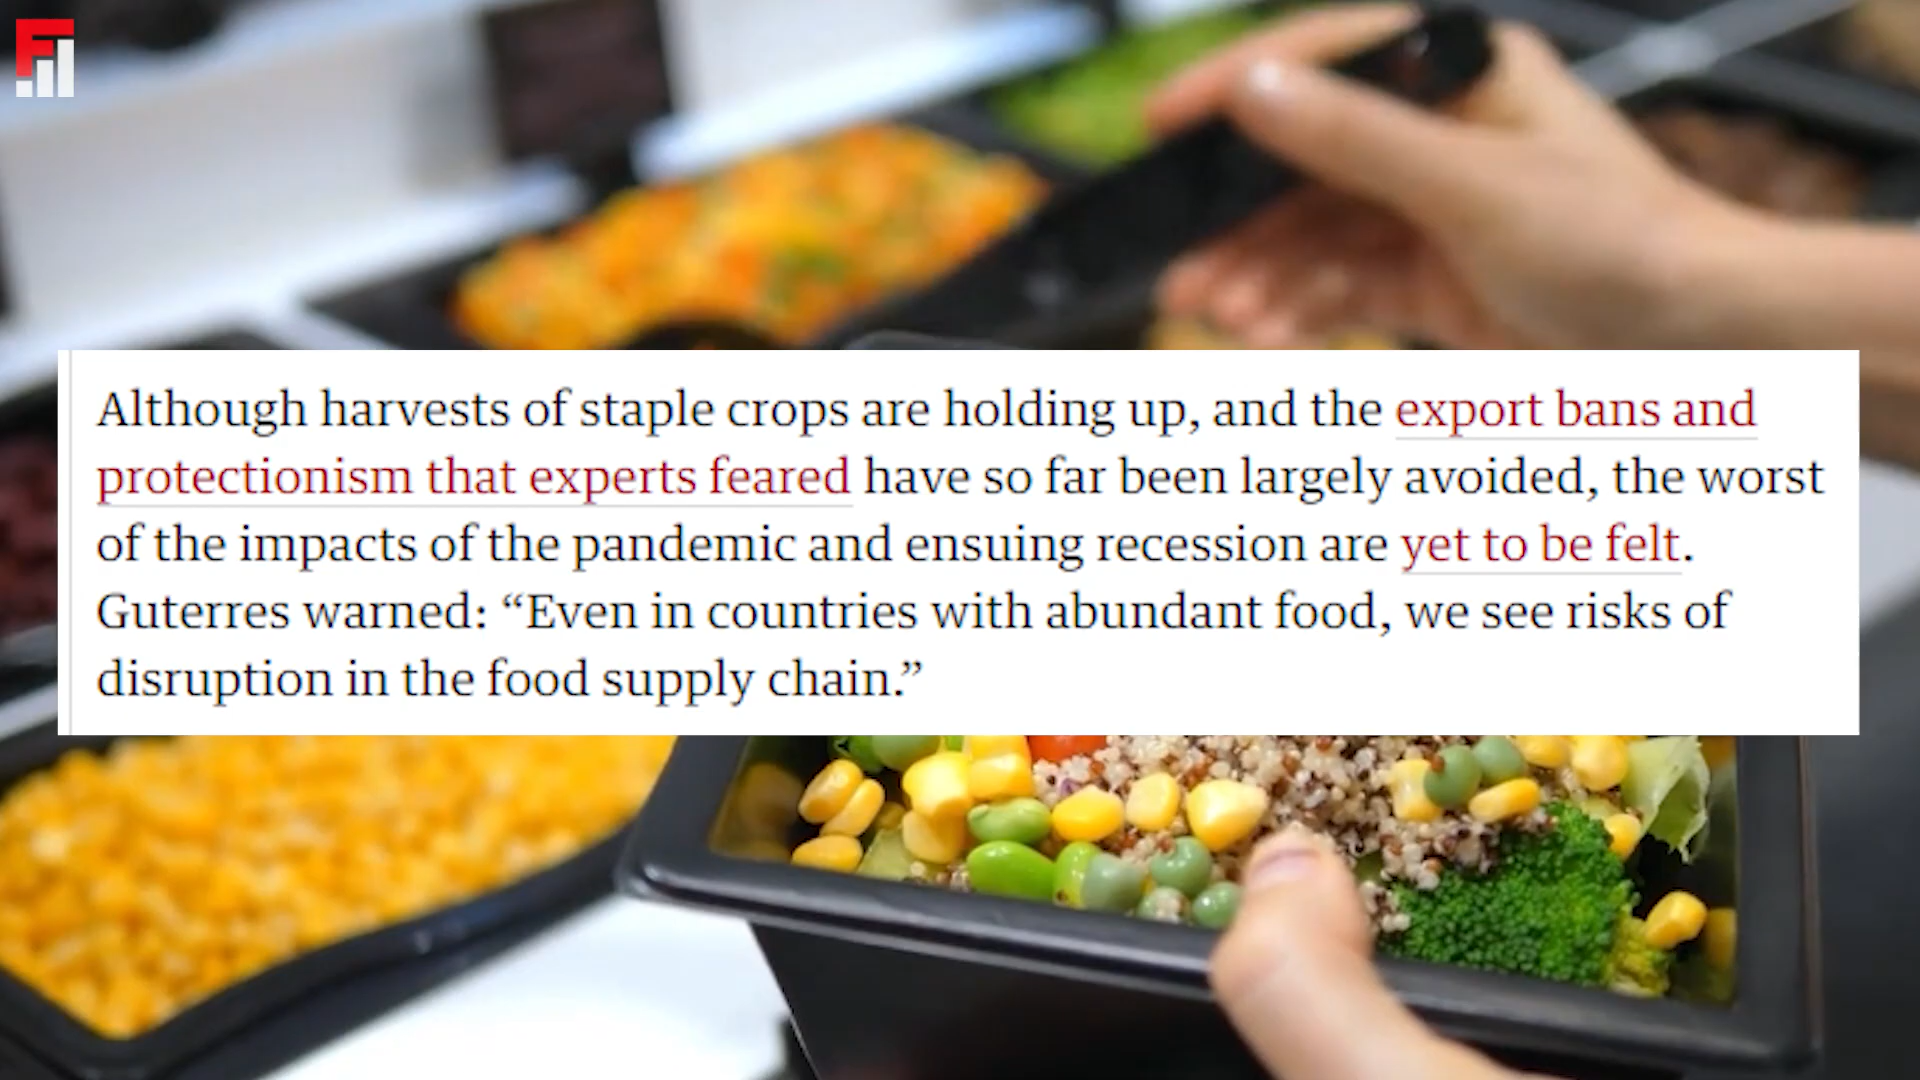 Although harvests of staple crops are holding up, and the export bans and
protectionism that experts feared have so far been largely avoided, the worst
of the impacts of the pandemic and ensuing recession are yet to be felt.
Guterres warned: “Even in countries with abundant food, we see risks of
disruption in the food supply chain.”